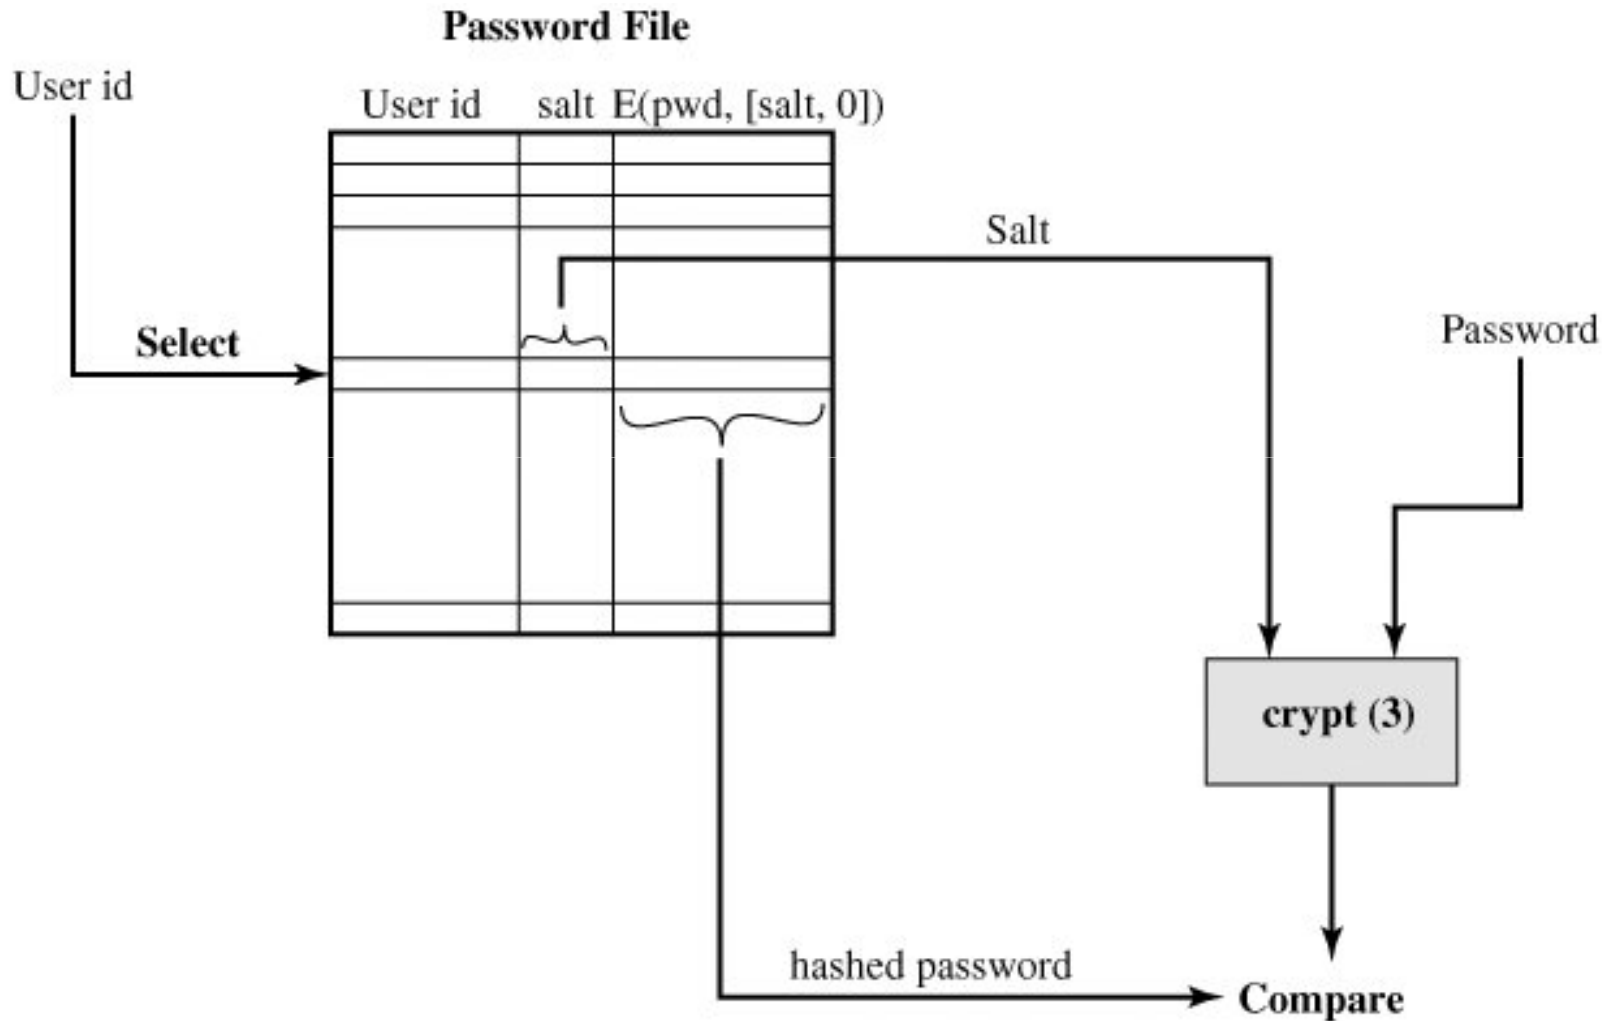 Password File
User id
User id salt E(pwd, [salt, 0])
Salt
Password
Select
crypt (3)
hashed password
Compare